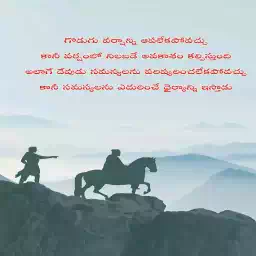 గొడుగు వర్షాన్ని ఆపలేకపోవచ్చు
కానీ వర్షంలో నిలబడే అవకాశం కల్పిస్తుంది
అలాగే దేవుడు సమస్యలను పరిష్కరించలేకపోవచ్చు
కానీ సమస్యలను ఎదురించే ధైర్యాన్ని ఇస్తాడు